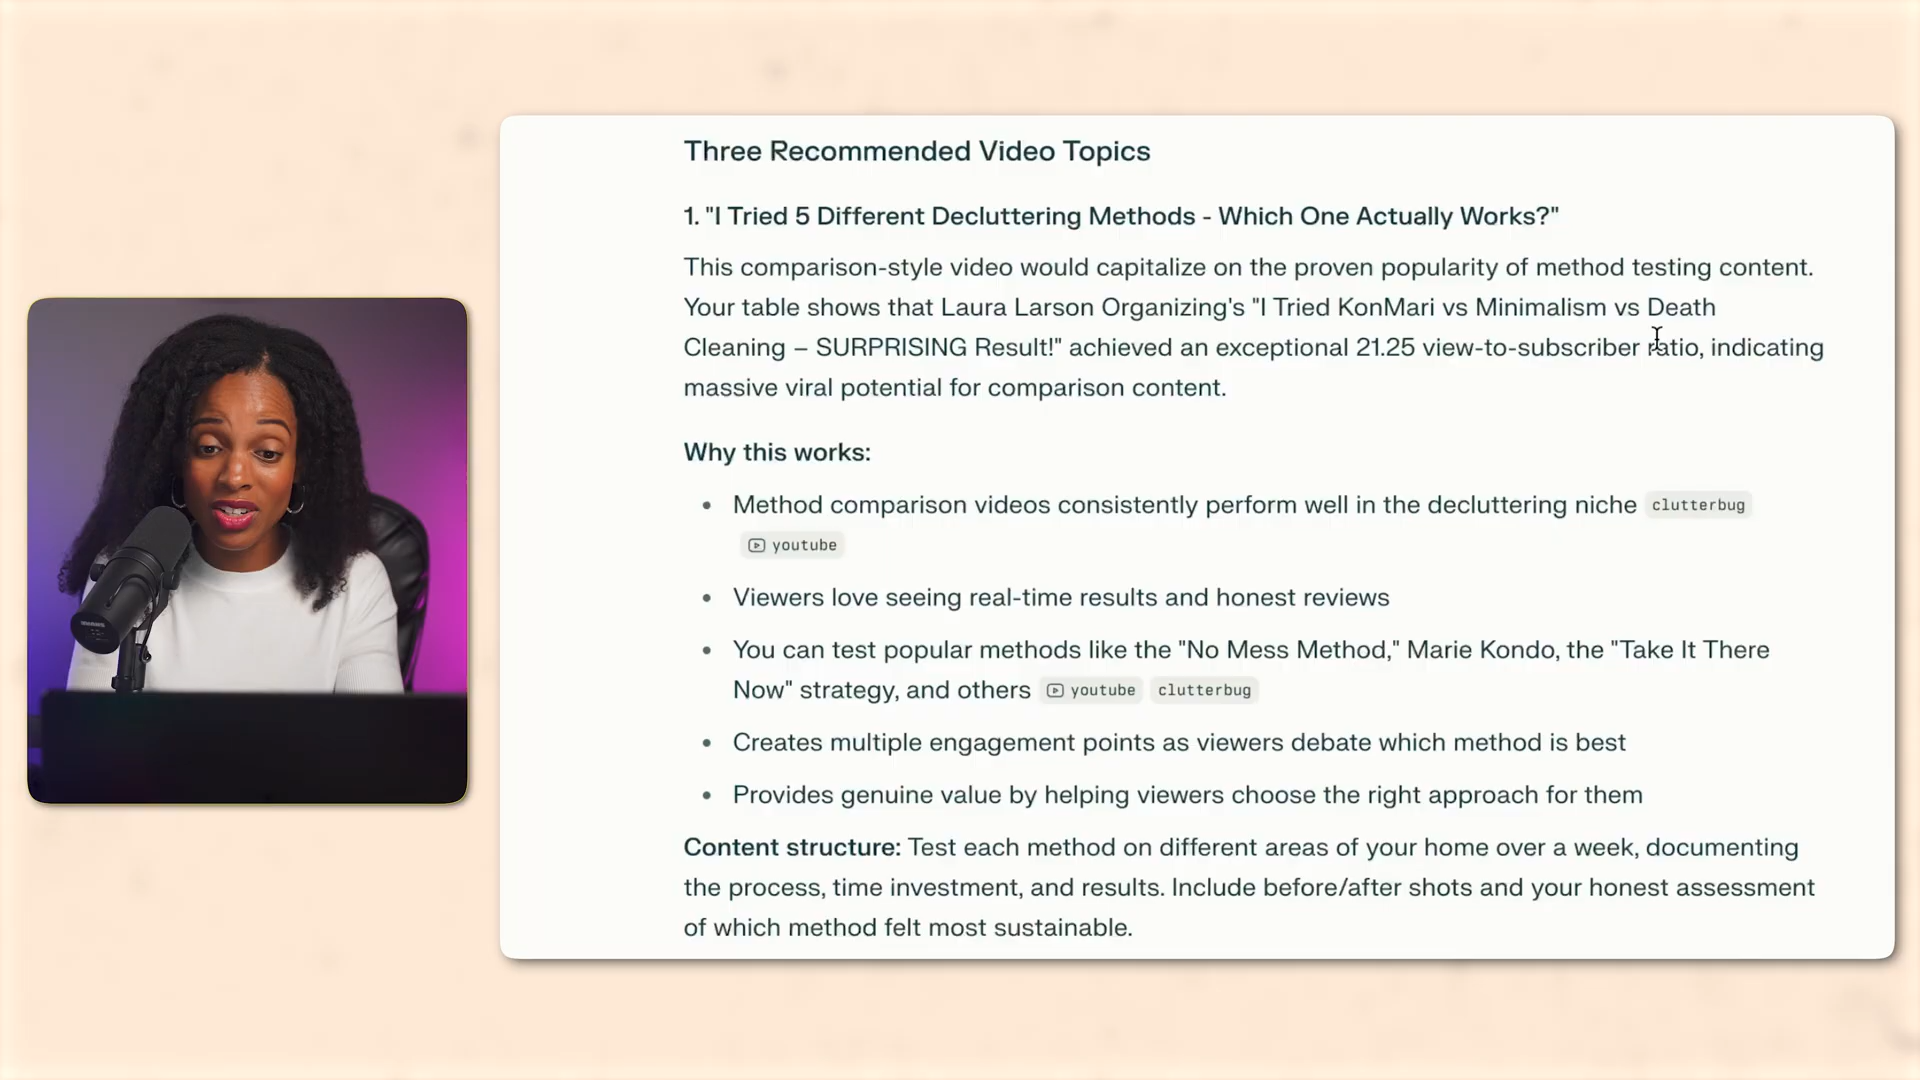 Three Recommended Video Topics
1. "I Tried 5 Different Decluttering Methods - Which One Actually Works?"
This comparison-style video would capitalize on the proven popularity of method testing content.
Your table shows that Laura Larson Organizing's "I Tried KonMari vs Minimalism vs Death
Cleaning – SURPRISING Result!" achieved an exceptional 21.25 view-to-subscriber ratio, indicating
massive viral potential for comparison content.
Why this works:
• Method comparison videos consistently perform well in the decluttering niche clutterbug
youtube
• Viewers love seeing real-time results and honest reviews
• You can test popular methods like the "No Mess Method," Marie Kondo, the "Take It There
Now" strategy, and others youtube clutterbug
• Creates multiple engagement points as viewers debate which method is best
• Provides genuine value by helping viewers choose the right approach for them
Content structure: Test each method on different areas of your home over a week, documenting
the process, time investment, and results. Include before/after shots and your honest assessment
of which method felt most sustainable.